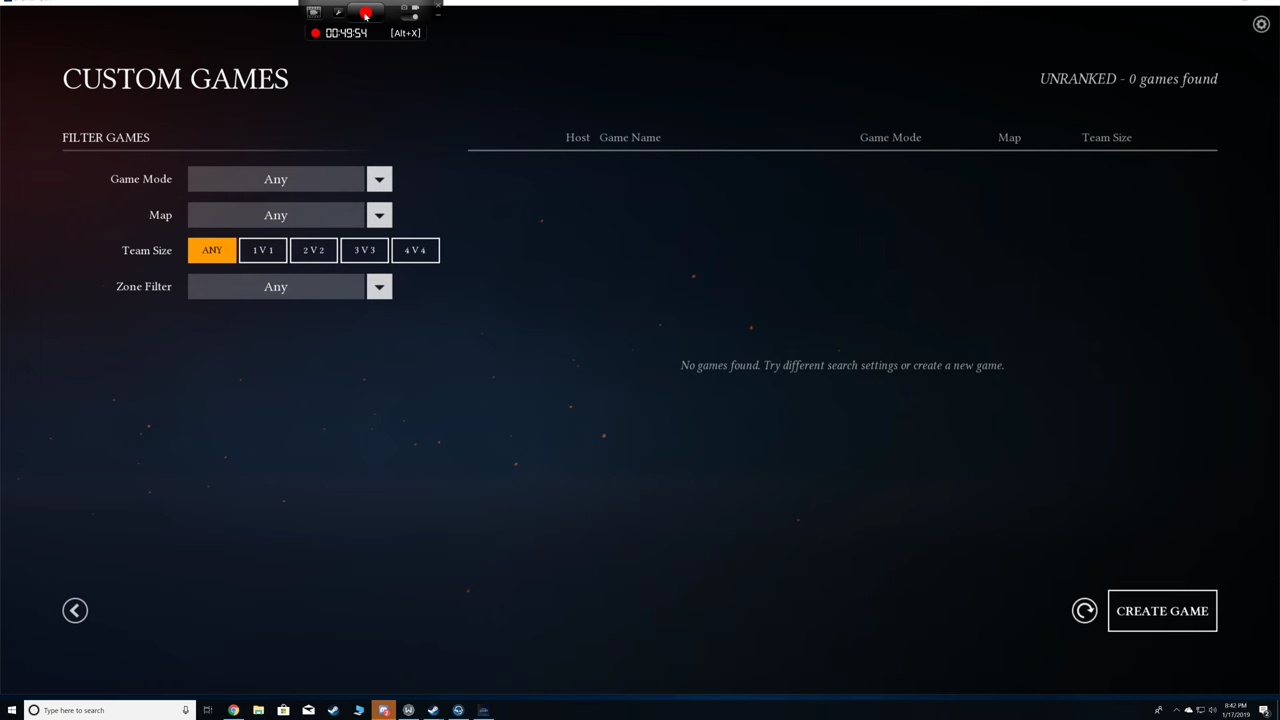 00:49:54 [Alt+X]
CUSTOM GAMES
UNRANKED - 0 games found
FILTER GAMES
Host Game Name Game Mode Map Team Size
Game Mode Any
Map Any
Team Size ANY 1 V 1 2 V 2 3 V 3 4 V 4
Zone Filter Any
No games found. Try different search settings or create a new game.
CREATE GAME
Type here to search
8:42 PM
1/17/2019
2